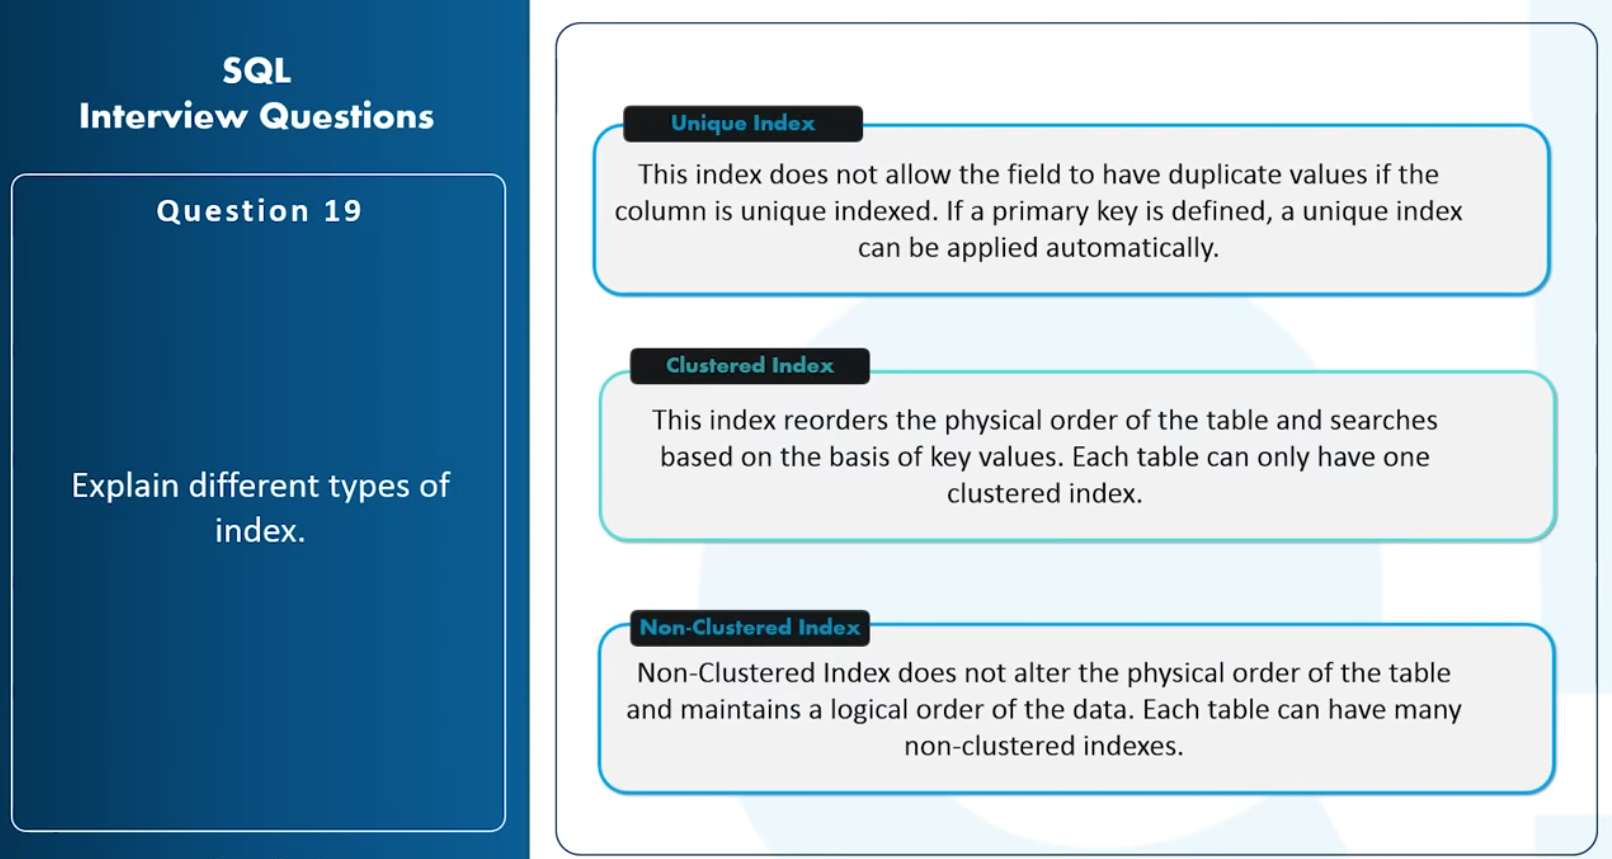 SQL
Interview Questions
Question 19
Explain different types of
index.
Unique Index
This index does not allow the field to have duplicate values if the
column is unique indexed. If a primary key is defined, a unique index
can be applied automatically.
Clustered Index
This index reorders the physical order of the table and searches
based on the basis of key values. Each table can only have one
clustered index.
Non-Clustered Index
Non-Clustered Index does not alter the physical order of the table
and maintains a logical order of the data. Each table can have many
non-clustered indexes.